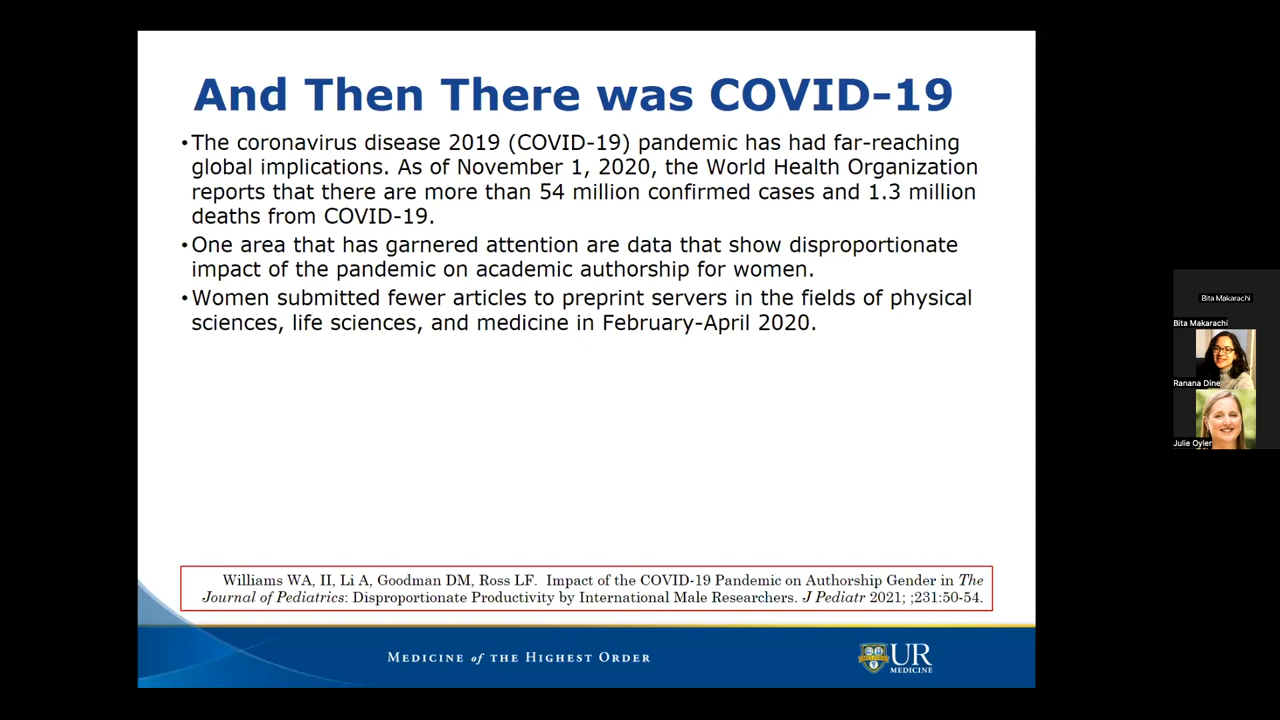 And Then There was COVID-19
•The coronavirus disease 2019 (COVID-19) pandemic has had far-reaching
global implications. As of November 1, 2020, the World Health Organization
reports that there are more than 54 million confirmed cases and 1.3 million
deaths from COVID-19.
•One area that has garnered attention are data that show disproportionate
impact of the pandemic on academic authorship for women.
•Women submitted fewer articles to preprint servers in the fields of physical
sciences, life sciences, and medicine in February-April 2020.
Williams WA, II, Li A, Goodman DM, Ross LF. Impact of the COVID-19 Pandemic on Authorship Gender in The
Journal of Pediatrics: Disproportionate Productivity by International Male Researchers. J Pediatr 2021; ;231:50-54.
MEDICINE of THE HIGHEST ORDER
UR
MEDICINE
Bita Makarachi
Bita Makarachi
Ranana Dine
Julie Oyler